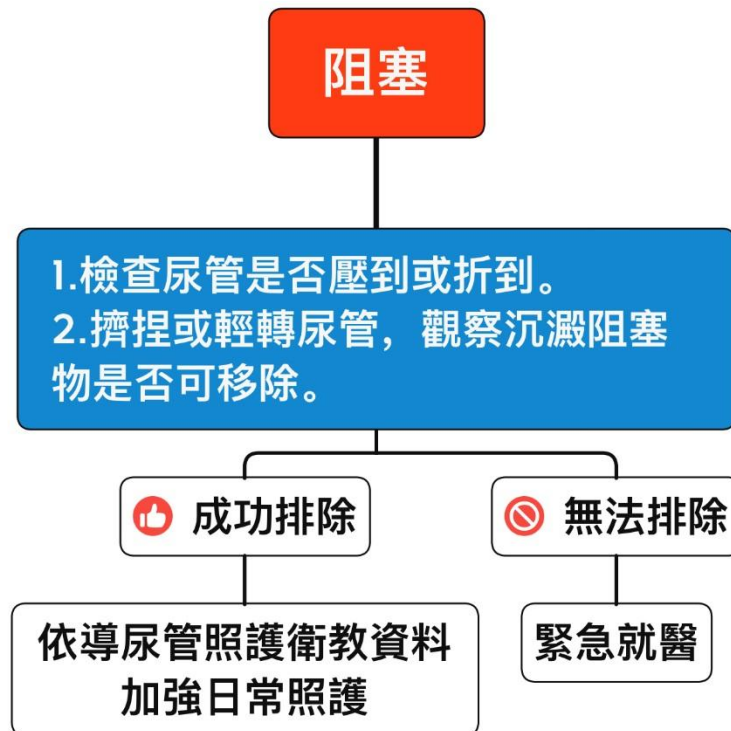 阻塞
1.檢查尿管是否壓到或折到。
2.擠捏或輕轉尿管，觀察沉澱阻塞
物是否可移除。
成功排除
無法排除
依導尿管照護衛教資料
加強日常照護
緊急就醫